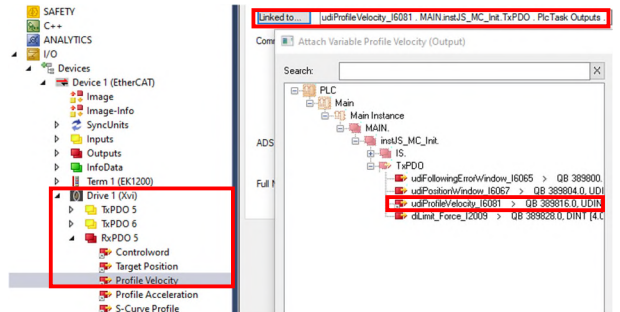 SAFETY
C++
ANALYTICS
I/O
Devices
Device 1 (EtherCAT)
Image
Image-Info
SyncUnits
Inputs
Outputs
InfoData
Term 1 (EK1200)
Drive 1 (Xvi)
TxPDO 5
TxPDO 6
RxPDO 5
Controlword
Target Position
Profile Velocity
Profile Acceleration
S-Curve Profile
Linked to...
udiProfileVelocity_I6081 . MAIN.instJS_MC_Init.TxPDO . PlcTask Outputs .
Attach Variable Profile Velocity (Output)
Search:
X
PLC
Main
Main Instance
MAIN.
instJS_MC_Init.
IS.
TxPDO
udiFollowingErrorWindow_I6065 > QB 389800.
udiPositionWindow_I6067 > QB 389804.0, UDI
udiProfileVelocity_I6081 > QB 389816.0, UDIN
diLimit_Force_I2009 > QB 389828.0, DINT [4.0
ADS